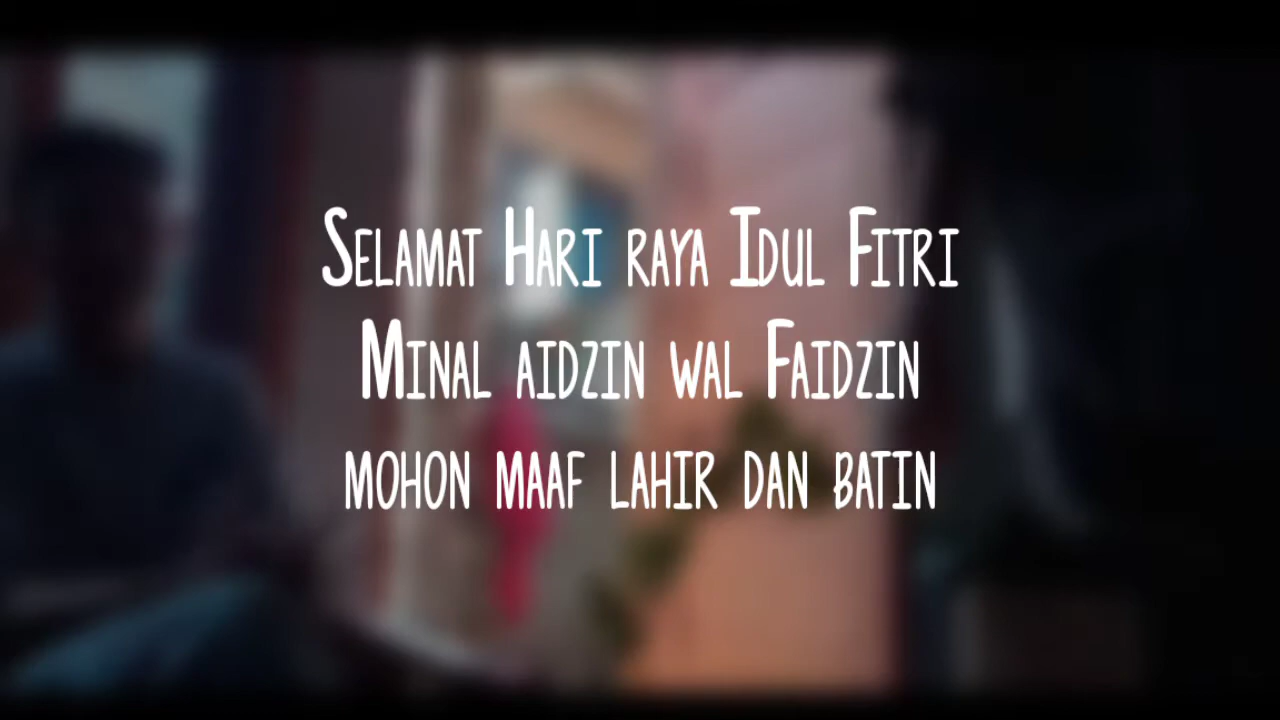 Selamat Hari raya Idul Fitri
Minal aidzin wal Faidzin
mohon maaf lahir dan batin